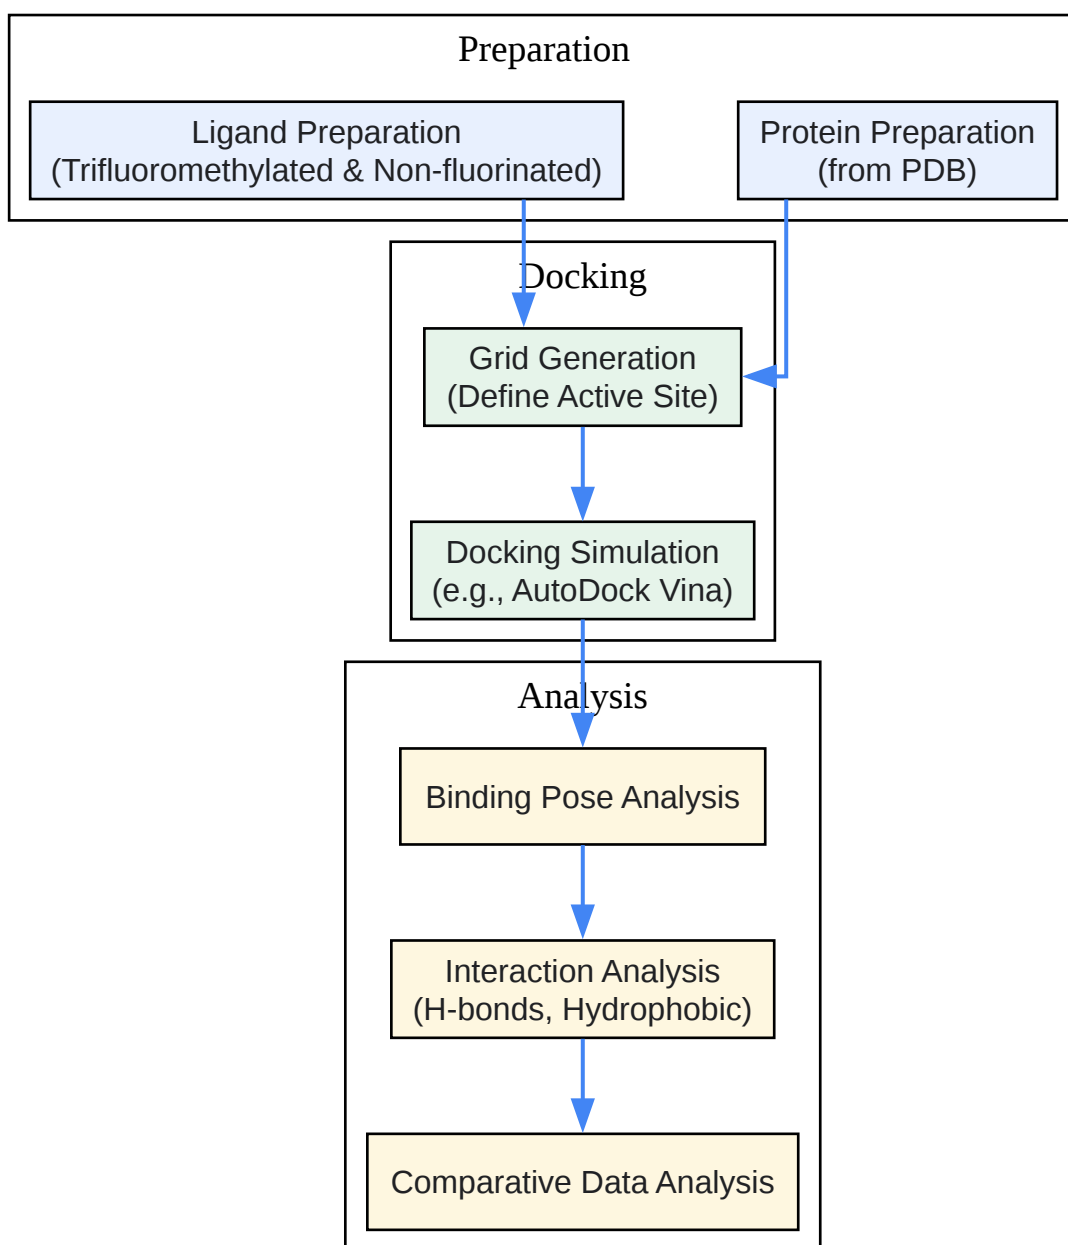 Preparation
Ligand Preparation
(Trifluoromethylated & Non-fluorinated)
Protein Preparation
(from PDB)
Docking
Grid Generation
(Define Active Site)
Docking Simulation
(e.g., AutoDock Vina)
Analysis
Binding Pose Analysis
Interaction Analysis
(H-bonds, Hydrophobic)
Comparative Data Analysis